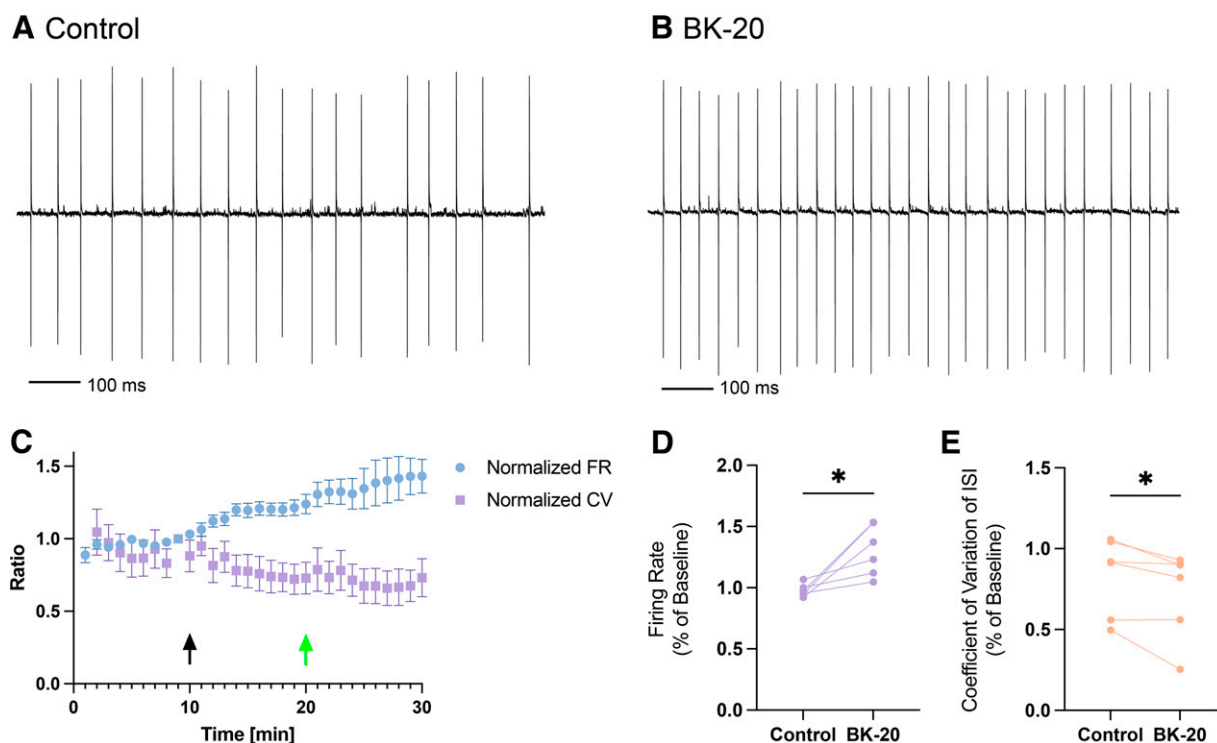 A Control
B BK-20
100 ms
100 ms
C
1.5
1.0
0.5
0.0
Ratio
0
10
20
30
Time [min]
Normalized FR
Normalized CV
D
2.0
1.5
1.0
0.5
0.0
Firing Rate
(% of Baseline)
*
Control BK-20
E
1.5
1.0
0.5
0.0
Coefficient of Variation of ISI
(% of Baseline)
*
Control BK-20